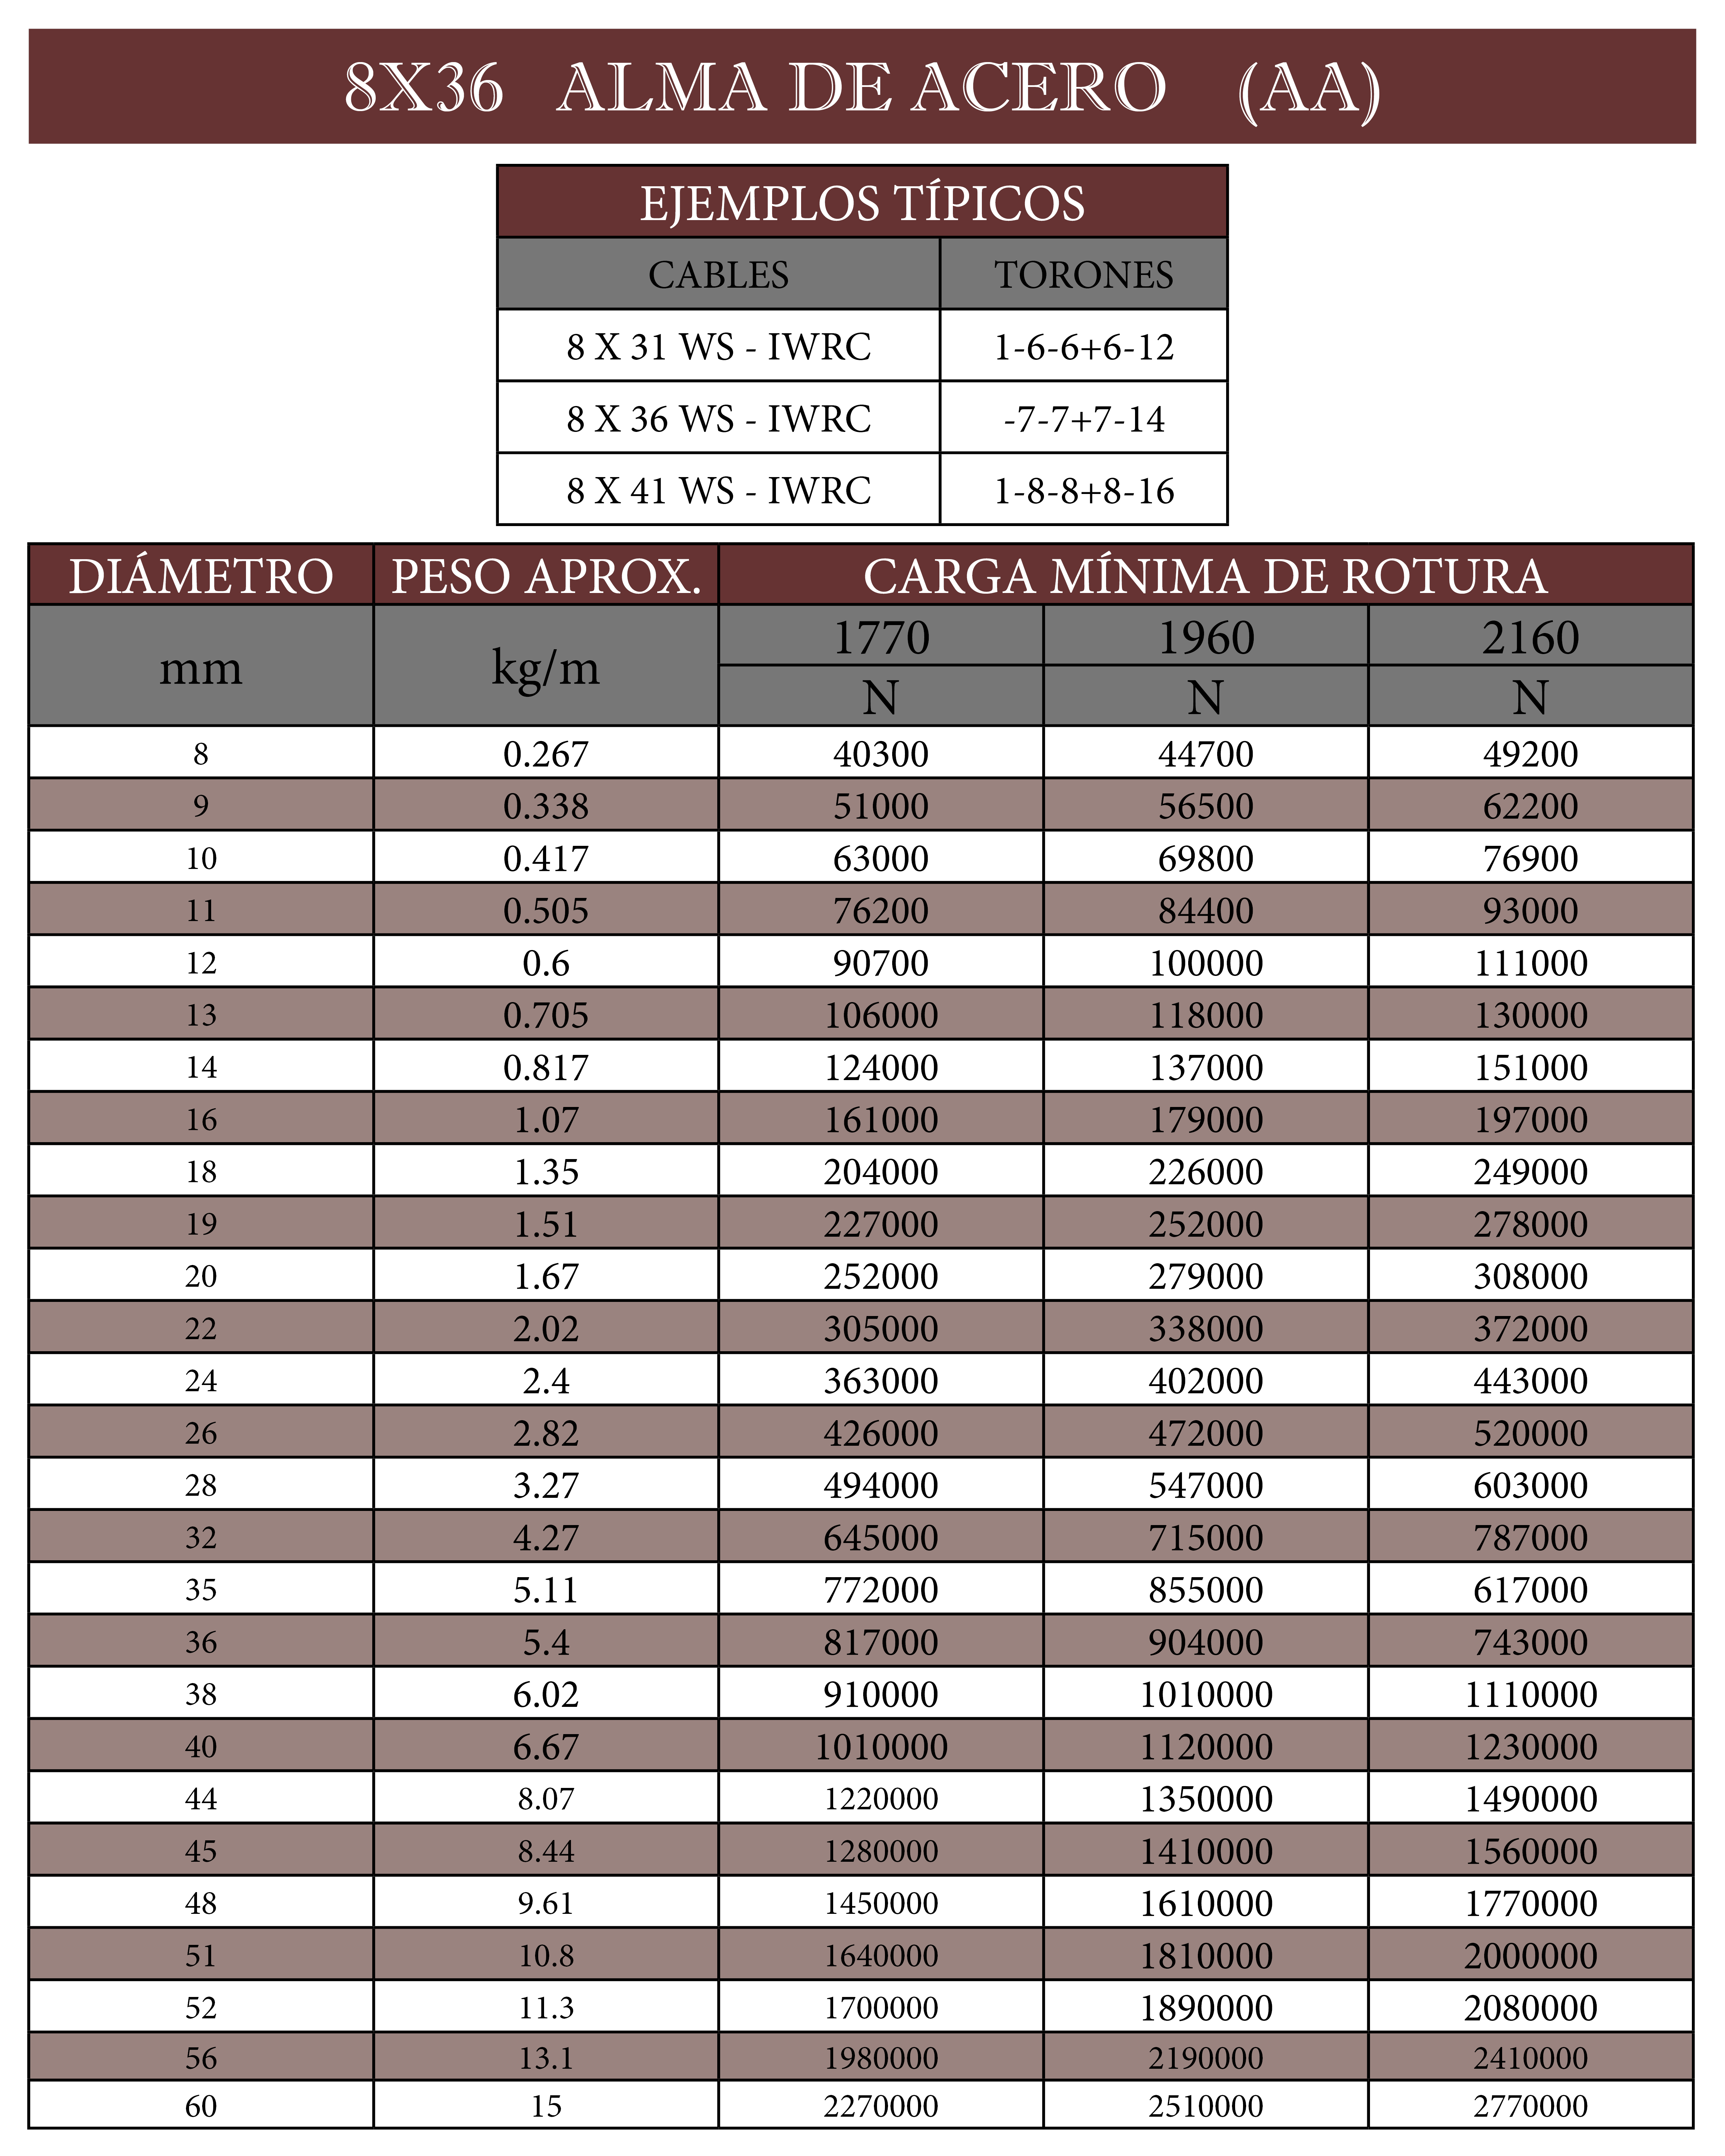 8X36 ALMA DE ACERO (AA)
EJEMPLOS TÍPICOS
CABLES TORONES
8 X 31 WS - IWRC 1-6-6+6-12
8 X 36 WS - IWRC -7-7+7-14
8 X 41 WS - IWRC 1-8-8+8-16
DIÁMETRO PESO APROX. CARGA MÍNIMA DE ROTURA
mm kg/m 1770 1960 2160
N N N
8 0.267 40300 44700 49200
9 0.338 51000 56500 62200
10 0.417 63000 69800 76900
11 0.505 76200 84400 93000
12 0.6 90700 100000 111000
13 0.705 106000 118000 130000
14 0.817 124000 137000 151000
16 1.07 161000 179000 197000
18 1.35 204000 226000 249000
19 1.51 227000 252000 278000
20 1.67 252000 279000 308000
22 2.02 305000 338000 372000
24 2.4 363000 402000 443000
26 2.82 426000 472000 520000
28 3.27 494000 547000 603000
32 4.27 645000 715000 787000
35 5.11 772000 855000 617000
36 5.4 817000 904000 743000
38 6.02 910000 1010000 1110000
40 6.67 1010000 1120000 1230000
44 8.07 1220000 1350000 1490000
45 8.44 1280000 1410000 1560000
48 9.61 1450000 1610000 1770000
51 10.8 1640000 1810000 2000000
52 11.3 1700000 1890000 2080000
56 13.1 1980000 2190000 2410000
60 15 2270000 2510000 2770000